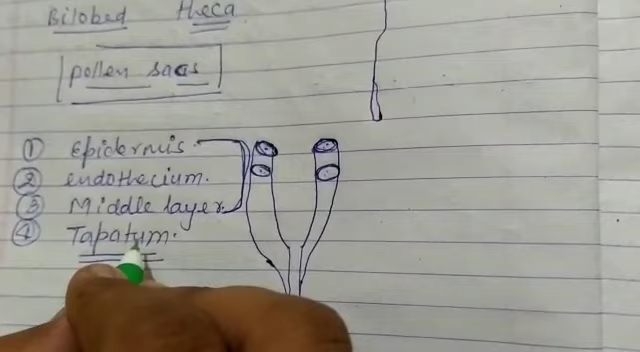 Bilobed Theca
pollen sacs
① Epidermis.
② endothecium.
③ Middle layer.
④ Tapatum.